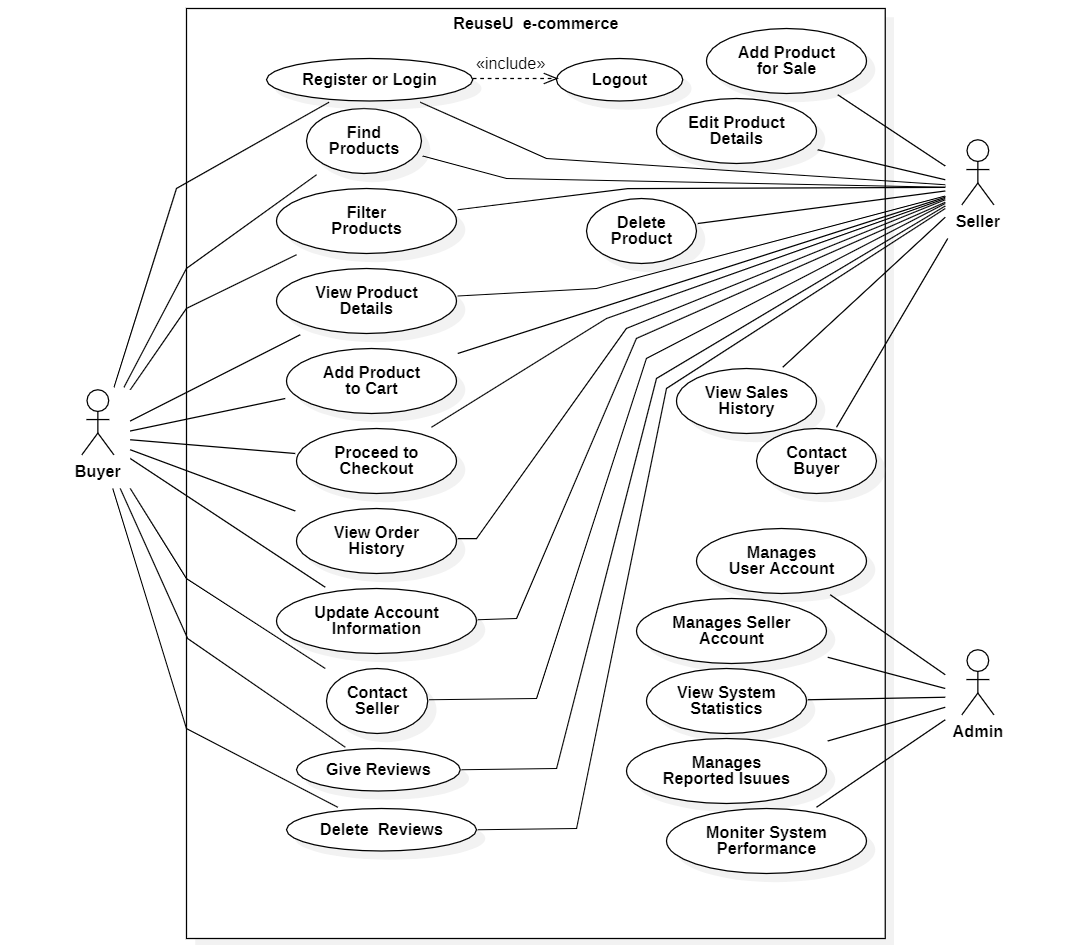 ReuseU  e-commerce
Register or Login
«include»
Logout
Add Product
for Sale
Find
Products
Edit Product
Details
Filter
Products
Delete
Product
Seller
View Product
Details
Add Product
to Cart
View Sales
History
Buyer
Proceed to
Checkout
Contact
Buyer
View Order
History
Manages
User Account
Update Account
Information
Manages Seller
Account
Contact
Seller
View System
Statistics
Admin
Give Reviews
Manages
Reported Isuues
Delete  Reviews
Moniter System
Performance